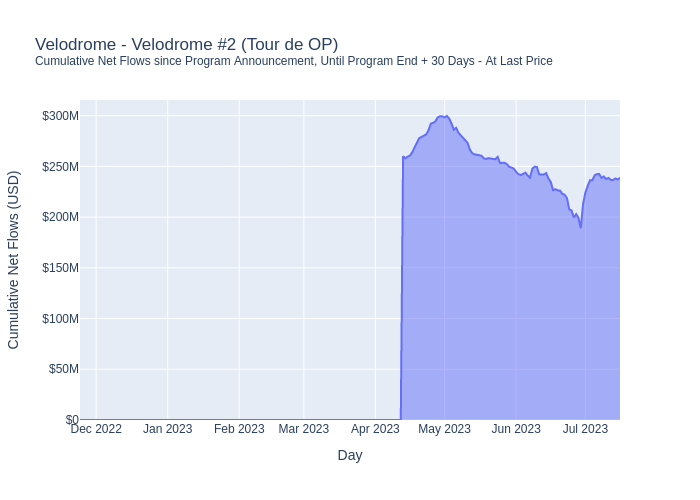 Velodrome - Velodrome #2 (Tour de OP)
Cumulative Net Flows since Program Announcement, Until Program End + 30 Days - At Last Price
Cumulative Net Flows (USD)
$300M
$250M
$200M
$150M
$100M
$50M
$0
Dec 2022 Jan 2023 Feb 2023 Mar 2023 Apr 2023 May 2023 Jun 2023 Jul 2023
Day